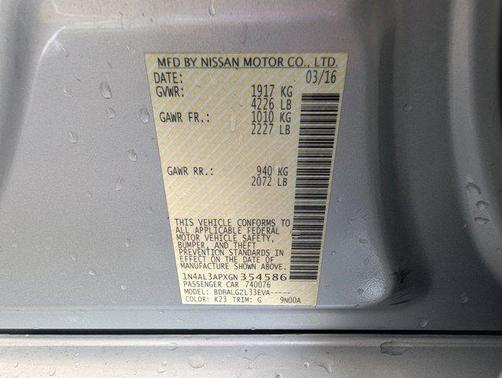 MFD BY NISSAN MOTOR CO., LTD.
DATE: 03/16
GVWR: 1917 KG
4226 LB
GAWR FR.: 1010 KG
2227 LB
GAWR RR.: 940 KG
2072 LB
THIS VEHICLE CONFORMS TO
ALL APPLICABLE FEDERAL
MOTOR VEHICLE SAFETY,
BUMPER, AND THEFT
PREVENTION STANDARDS IN
EFFECT ON THE DATE OF
MANUFACTURE SHOWN ABOVE.
1N4AL3APXGN354586
PASSENGER CAR 740076
MODEL: BDRALGZL33EVA-----
COLOR: K23 TRIM: G 9N00A